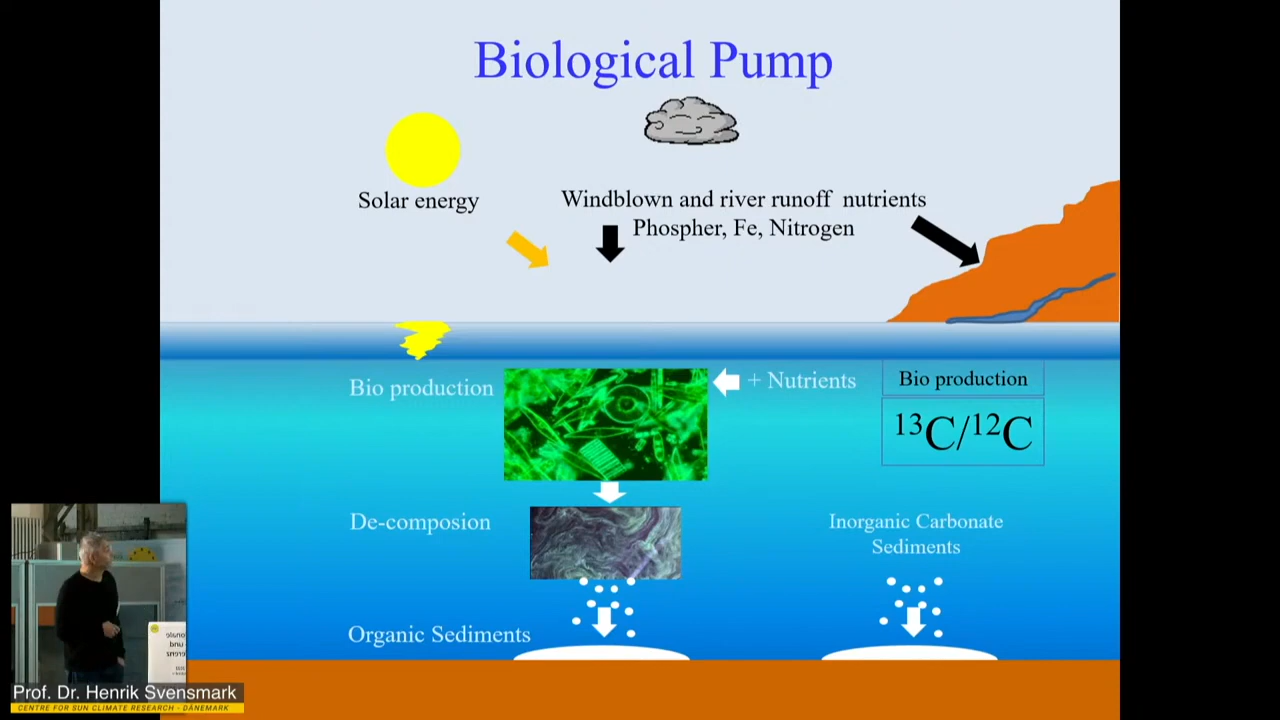 Biological Pump
Solar energy
Windblown and river runoff nutrients
Phospher, Fe, Nitrogen
Bio production
+ Nutrients
Bio production
13C/12C
De-composion
Inorganic Carbonate
Sediments
Organic Sediments
Prof. Dr. Henrik Svensmark
CENTRE FOR SUN CLIMATE RESEARCH - DÄNEMARK